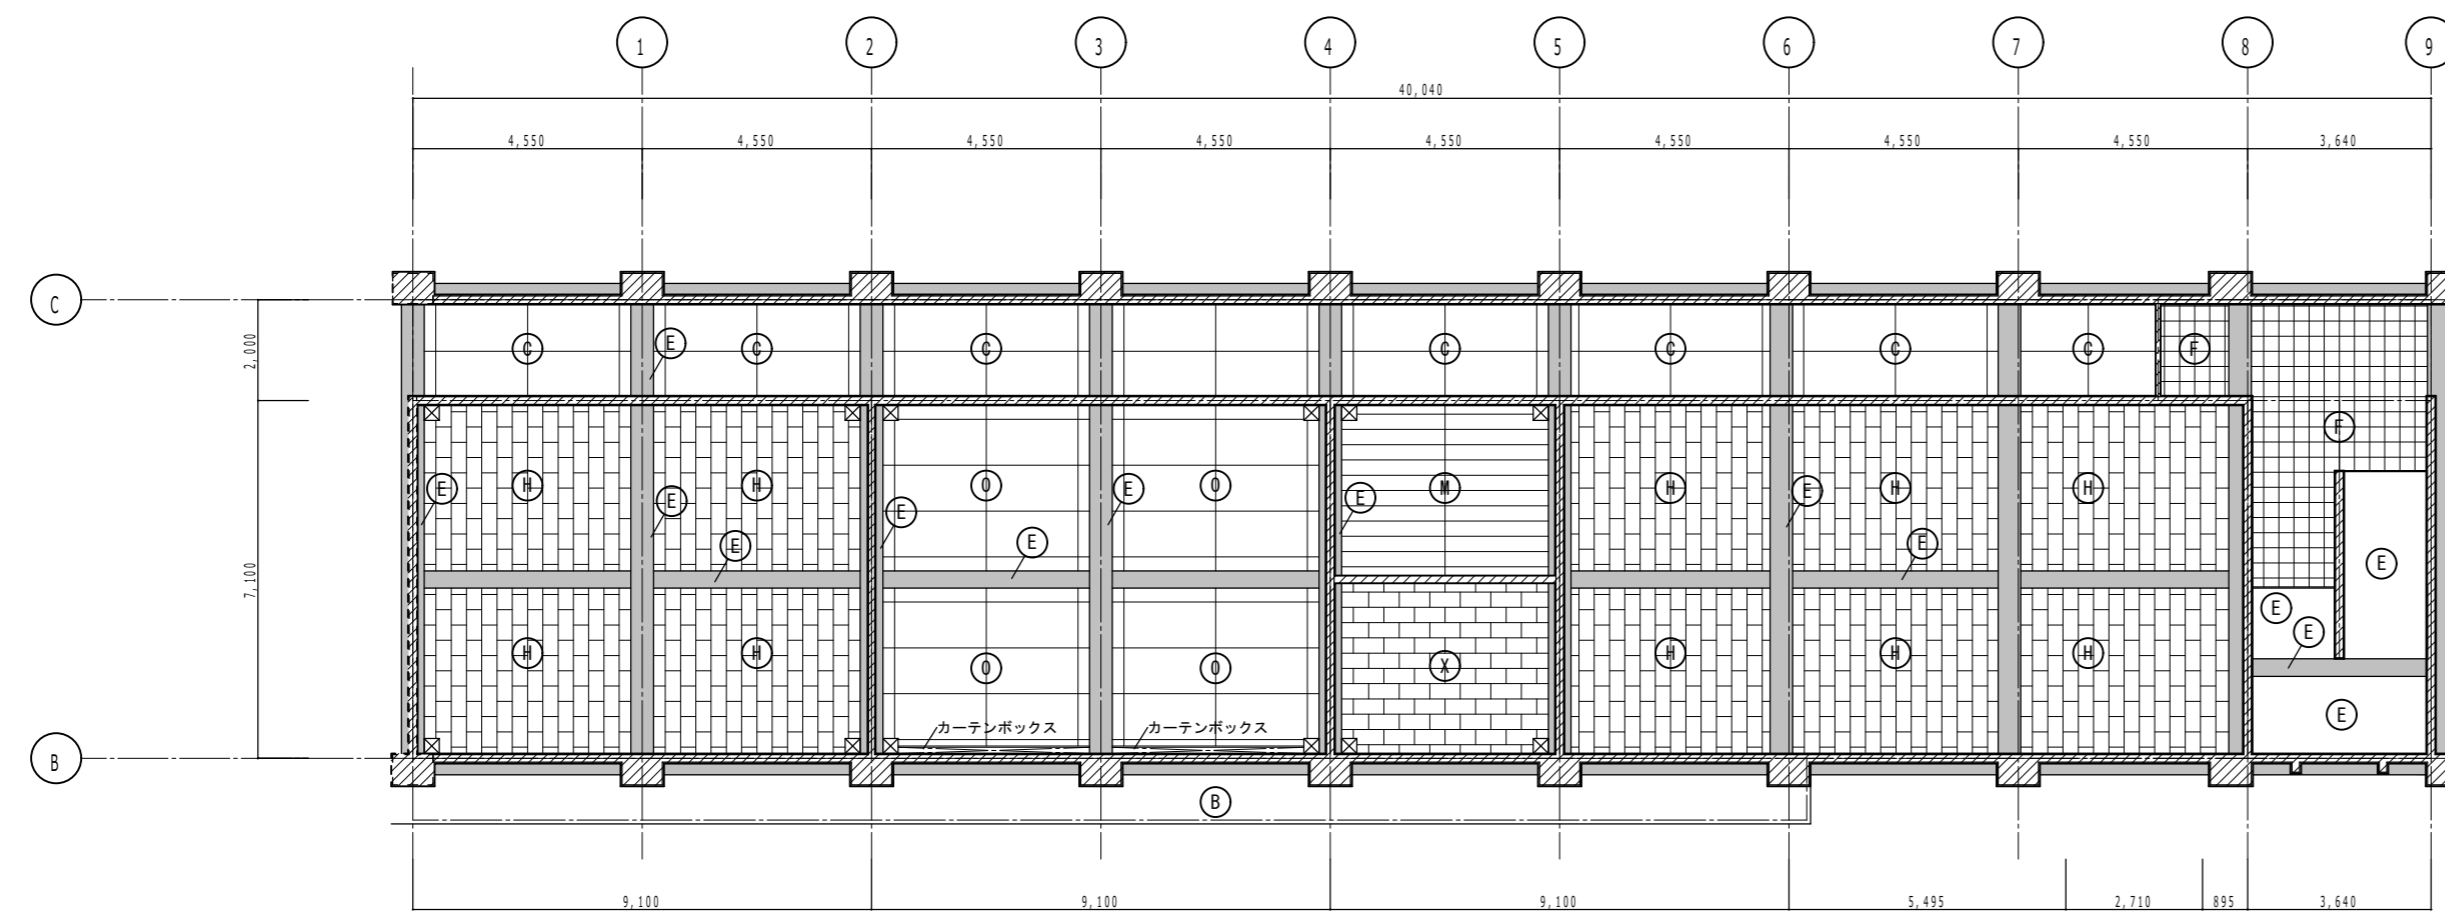 1 2 3 4 5 6 7 8 9
40,040
4,550 4,550 4,550 4,550 4,550 4,550 4,550 4,550 3,640
C
2,000
C E C C C C C C F
F
E H E H E O E O E M H E H H
E E E E
E
E
H H O O X H H H
7,100
カーテンボックス カーテンボックス
E
B
B
9,100 9,100 9,100 5,495 2,710 895 3,640